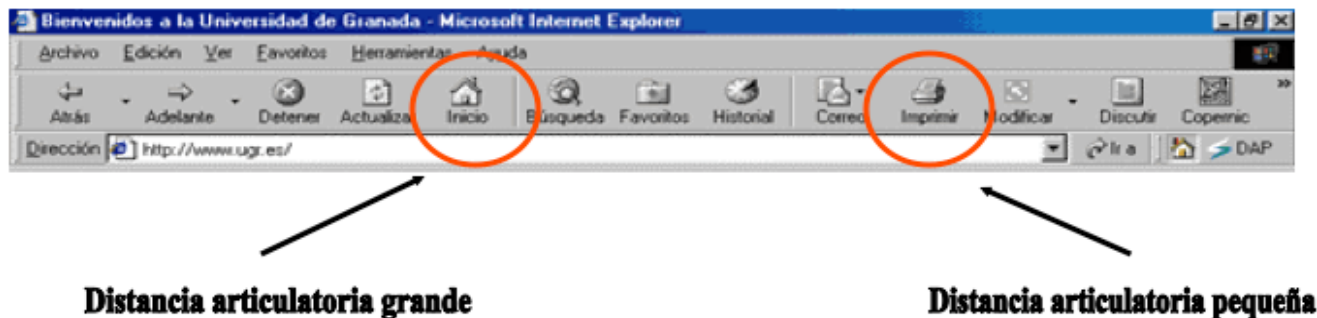 Bienvenidos a la Universidad de Granada - Microsoft Internet Explorer
Archivo Edición Ver Favoritos Herramientas Ayuda
Atrás Adelante Detener Actualiza Inicio Búsqueda Favoritos Historial Correo Imprimir Modificar Discutir Copernic »
Dirección http://www.ugr.es/ Ir a DAP
Distancia articulatoria grande Distancia articulatoria pequeña